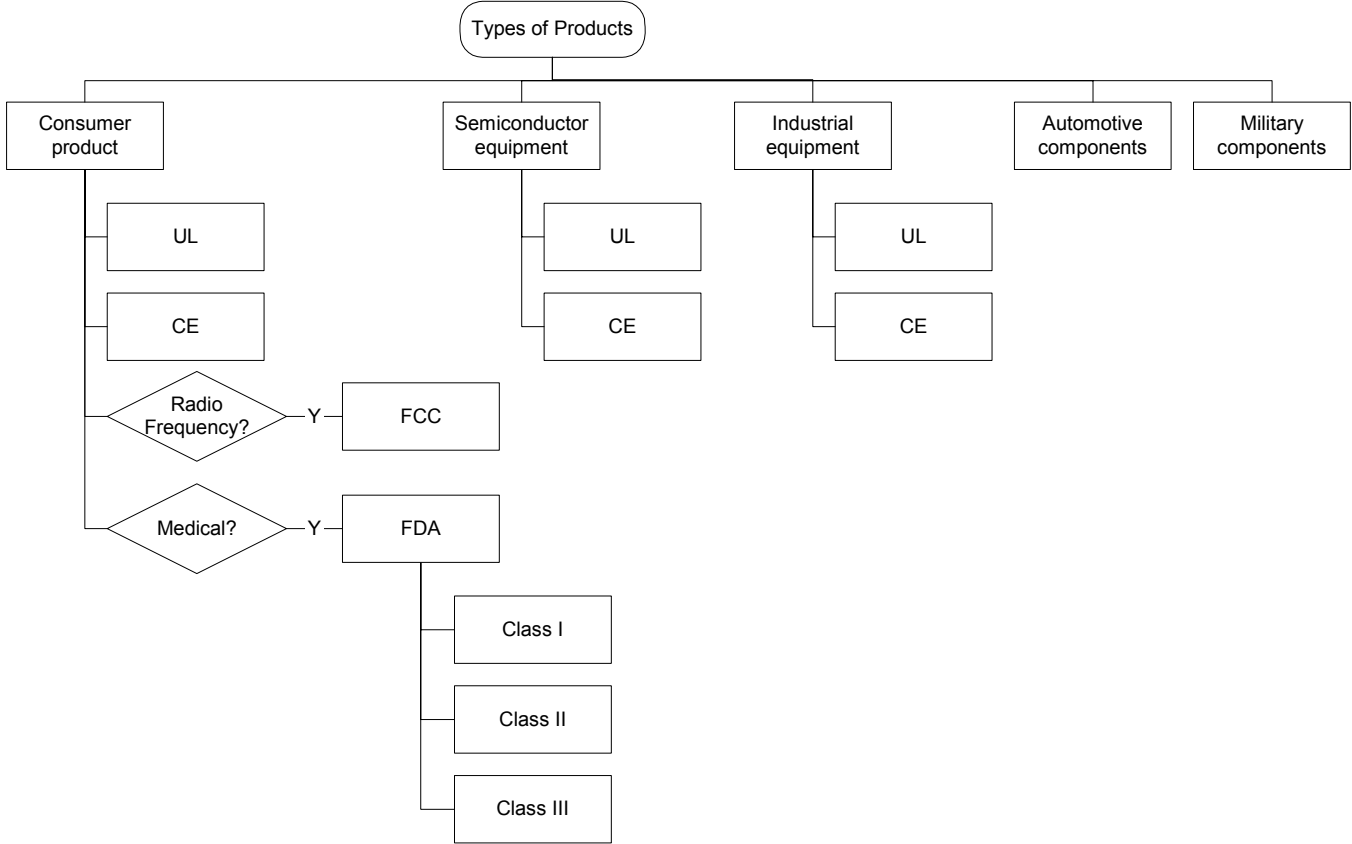 Types of Products
Consumer
product
Semiconductor
equipment
Industrial
equipment
Automotive
components
Military
components
UL
UL
UL
CE
CE
CE
Radio
Frequency?
Y
FCC
Medical?
Y
FDA
Class I
Class II
Class III